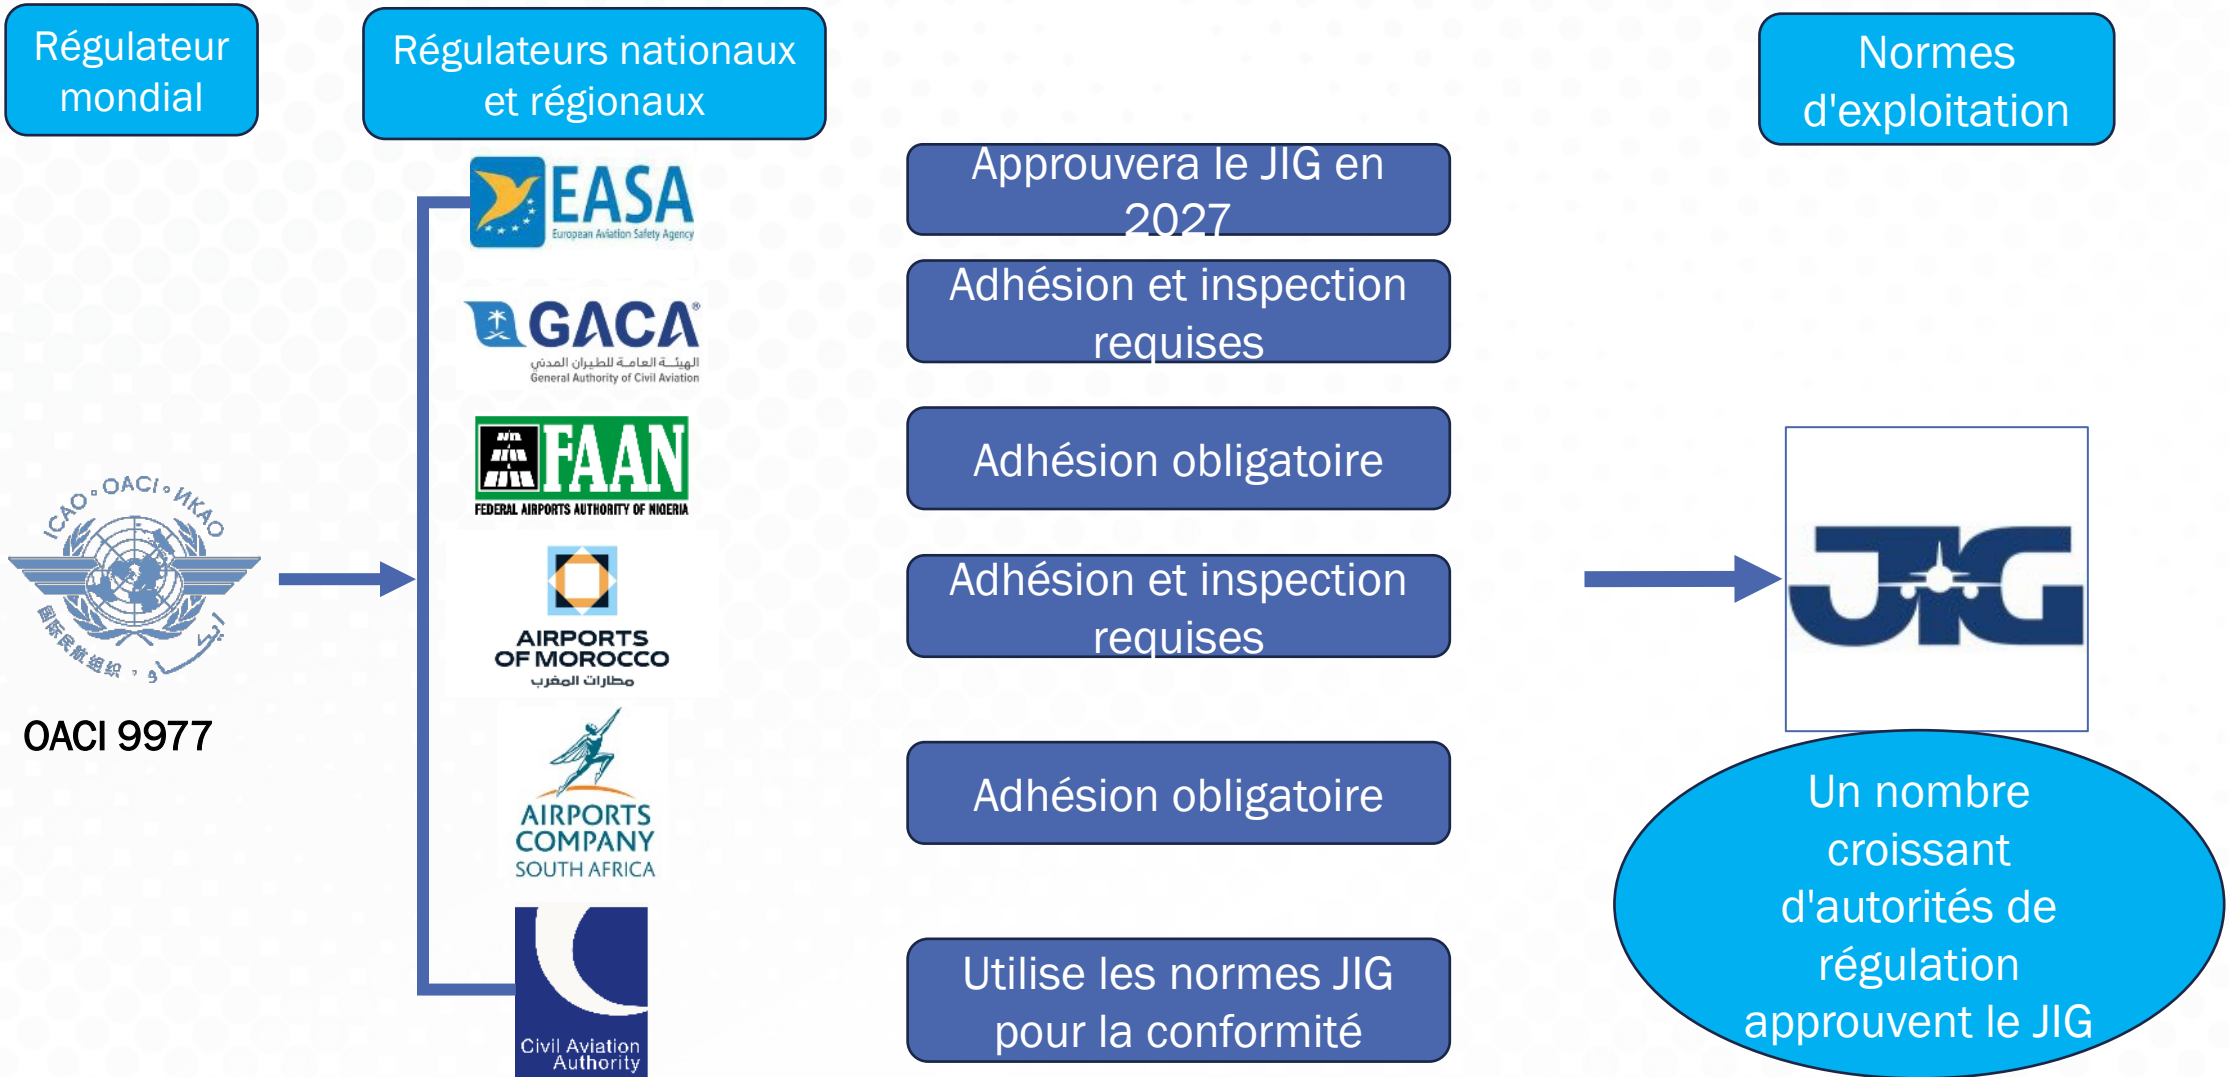 Régulateur
mondial
Régulateurs nationaux
et régionaux
Normes
d'exploitation
EASA
European Aviation Safety Agency
Approuvera le JIG en
2027
GACA®
الهيئة العامة للطيران المدني
General Authority of Civil Aviation
Adhésion et inspection
requises
FAAN
FEDERAL AIRPORTS AUTHORITY OF NIGERIA
Adhésion obligatoire
ICAO · OACI · ИКАО
国际民航组织 · ايكاو
OACI 9977
AIRPORTS
OF MOROCCO
مطارات المغرب
Adhésion et inspection
requises
JIG
AIRPORTS
COMPANY
SOUTH AFRICA
Adhésion obligatoire
Civil Aviation
Authority
Utilise les normes JIG
pour la conformité
Un nombre
croissant
d'autorités de
régulation
approuvent le JIG